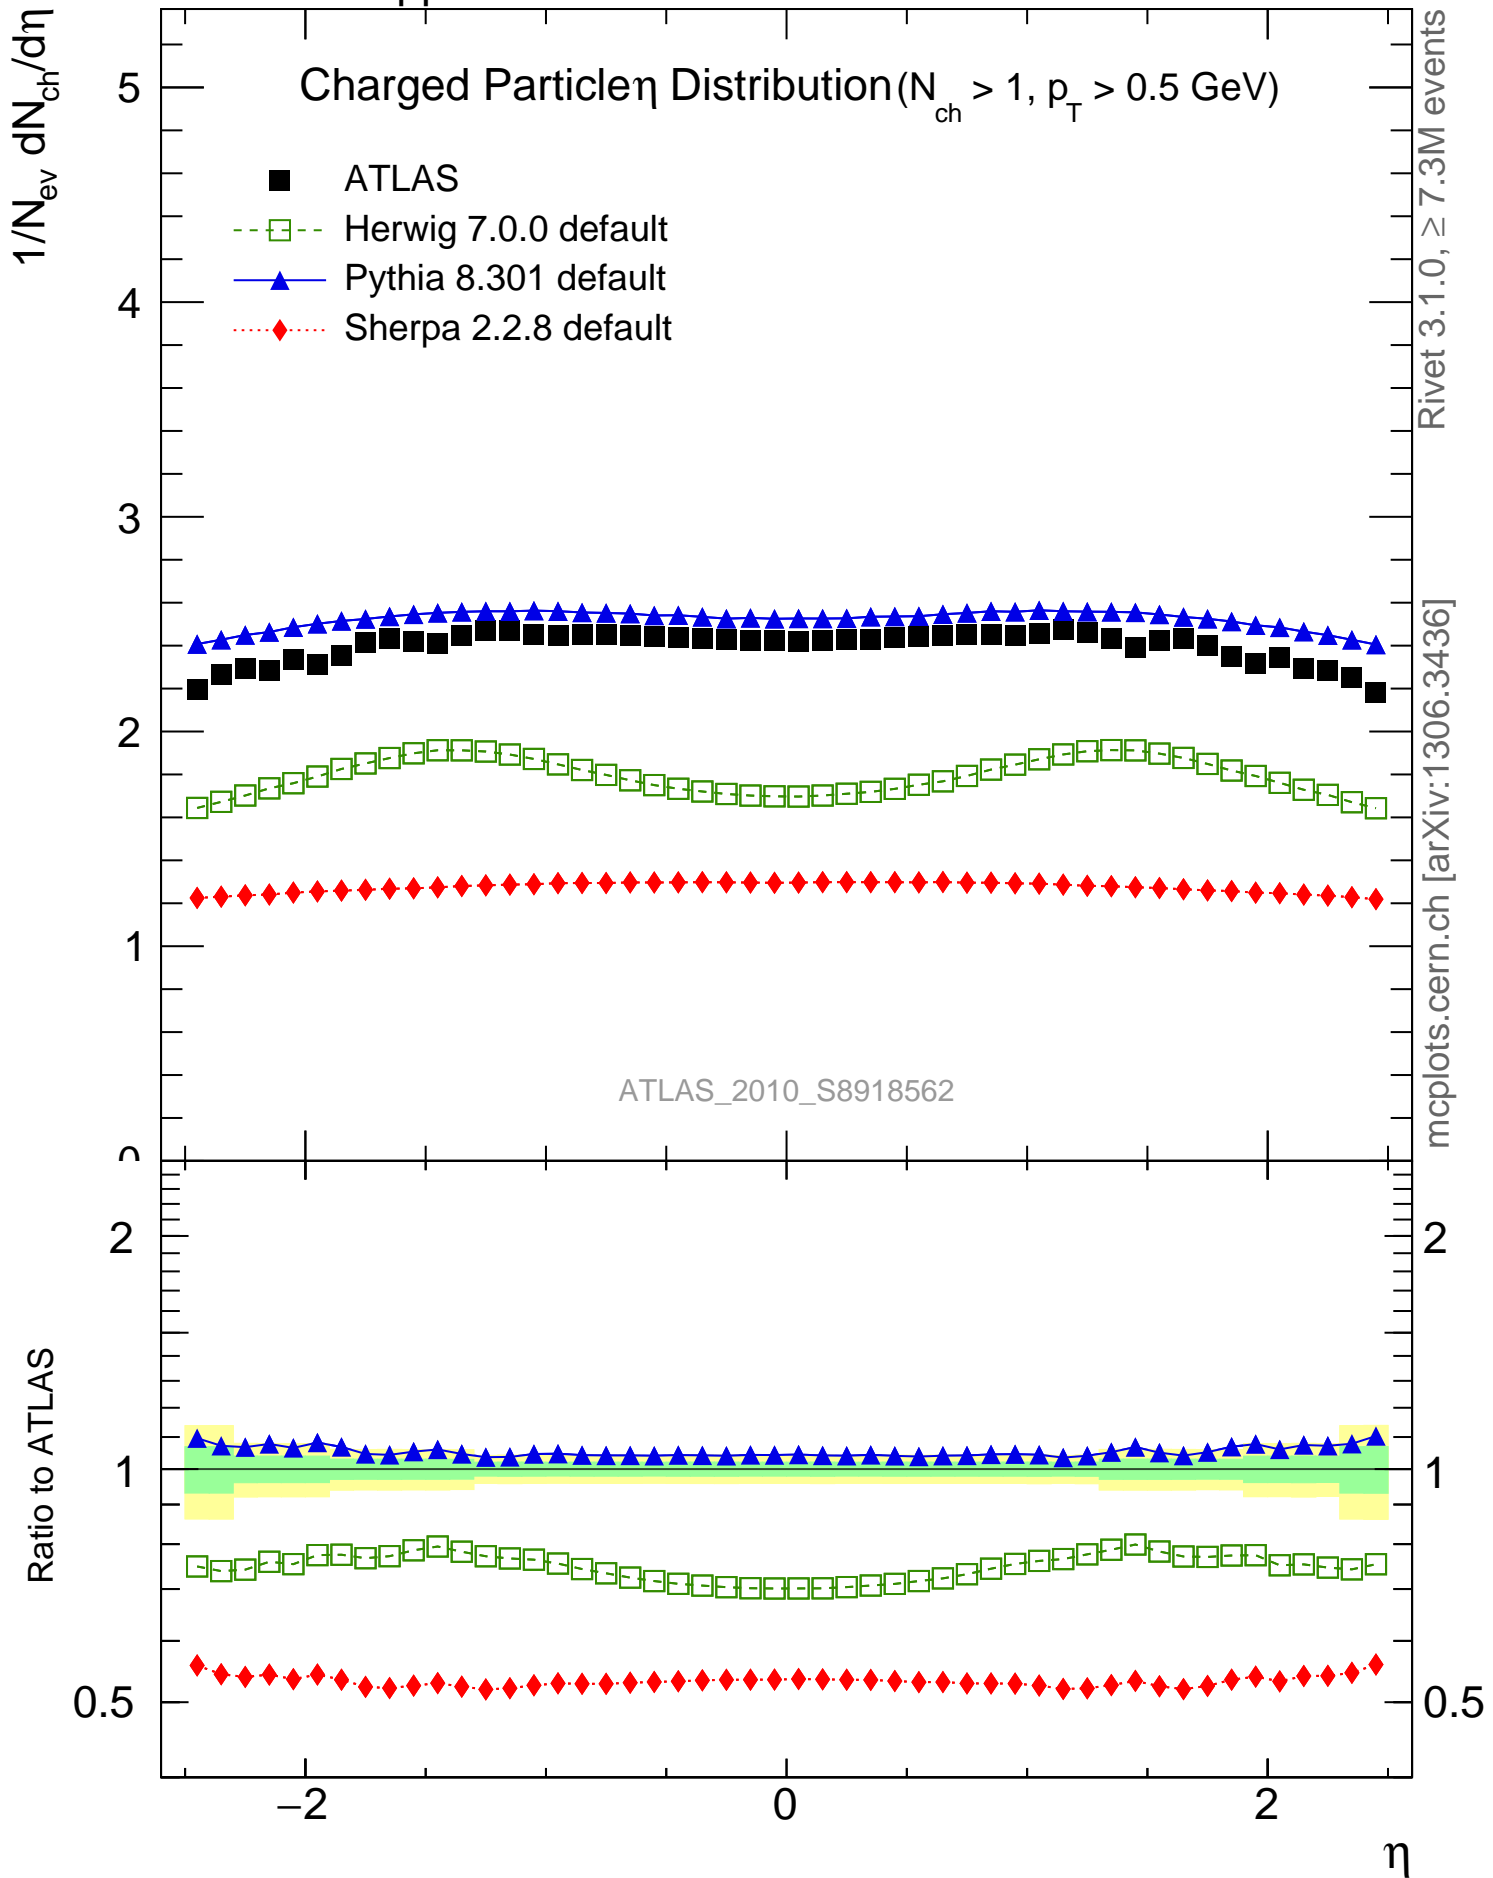 pp
1/N_ev dN_ch/dη
Charged Particleη Distribution(N_ch > 1, p_T > 0.5 GeV)
ATLAS
Herwig 7.0.0 default
Pythia 8.301 default
Sherpa 2.2.8 default
5
4
3
2
1
0
ATLAS_2010_S8918562
Rivet 3.1.0, ≥ 7.3M events
mcplots.cern.ch [arXiv:1306.3436]
Ratio to ATLAS
2
1
0.5
2
1
0.5
−2
0
2
η